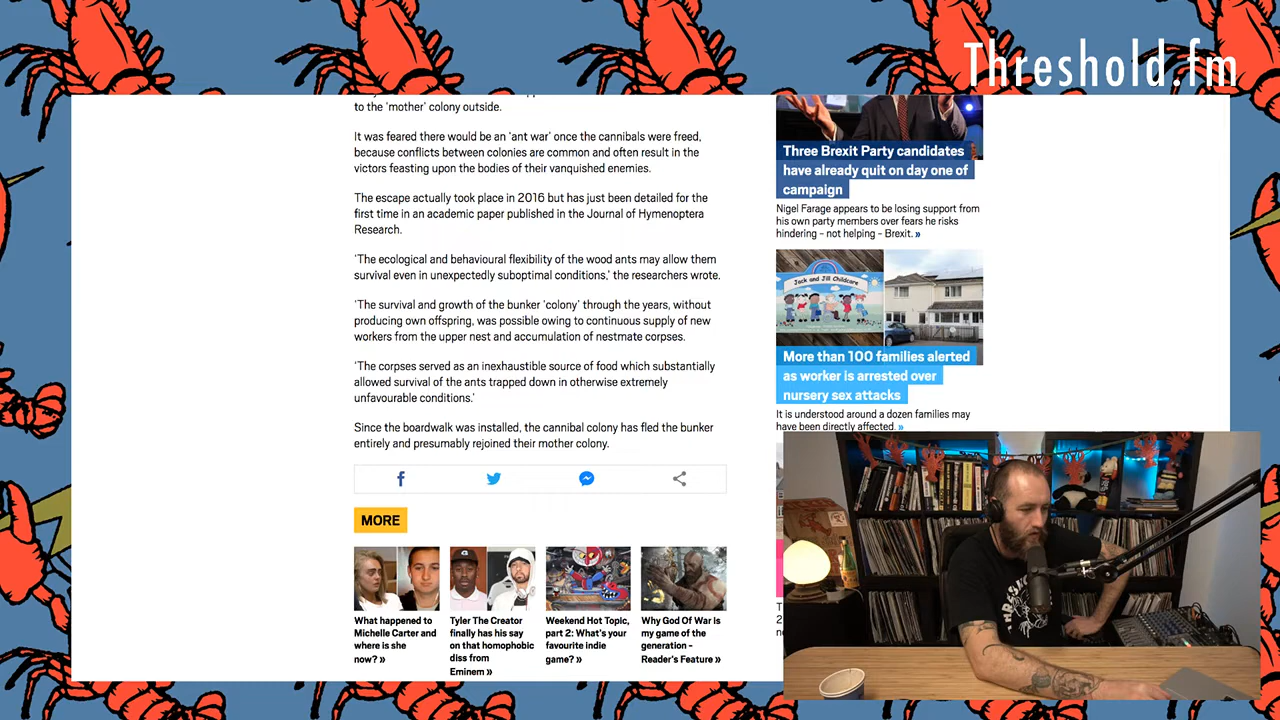 Threshold.fm
to the 'mother' colony outside.
It was feared there would be an 'ant war' once the cannibals were freed,
because conflicts between colonies are common and often result in the
victors feasting upon the bodies of their vanquished enemies.
The escape actually took place in 2016 but has just been detailed for the
first time in an academic paper published in the Journal of Hymenoptera
Research.
'The ecological and behavioural flexibility of the wood ants may allow them
survival even in unexpectedly suboptimal conditions,' the researchers wrote.
'The survival and growth of the bunker 'colony' through the years, without
producing own offspring, was possible owing to continuous supply of new
workers from the upper nest and accumulation of nestmate corpses.
'The corpses served as an inexhaustible source of food which substantially
allowed survival of the ants trapped down in otherwise extremely
unfavourable conditions.'
Since the boardwalk was installed, the cannibal colony has fled the bunker
entirely and presumably rejoined their mother colony.
MORE
What happened to
Michelle Carter and
where is she
now? »
Tyler The Creator
finally has his say
on that homophobic
diss from
Eminem »
Weekend Hot Topic,
part 2: What's your
favourite indie
game? »
Why God Of War is
my game of the
generation –
Reader's Feature »
Three Brexit Party candidates
have already quit on day one of
campaign
Nigel Farage appears to be losing support from
his own party members over fears he risks
hindering – not helping – Brexit. »
Jack and Jill Childcare
More than 100 families alerted
as worker is arrested over
nursery sex attacks
It is understood around a dozen families may
have been directly affected. »